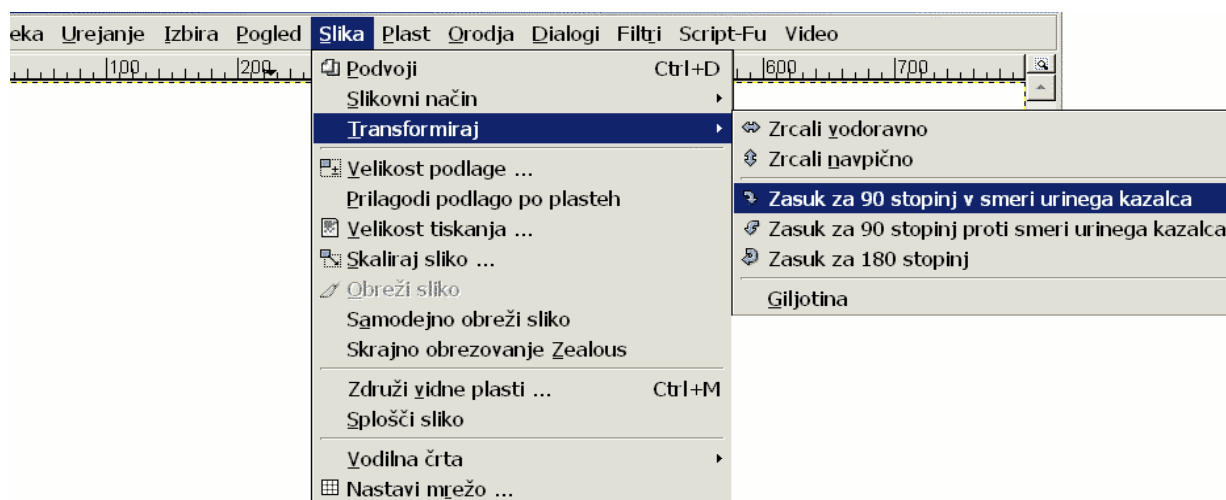 eka Urejanje Izbira Pogled Slika Plast Orodja Dialogi Filtri Script-Fu Video
100 200 600 700
Podvoji Ctrl+D
Slikovni način
Transformiraj
Zrcali vodoravno
Zrcali navpično
Velikost podlage ...
Prilagodi podlago po plasteh
Zasuk za 90 stopinj v smeri urinega kazalca
Velikost tiskanja ...
Zasuk za 90 stopinj proti smeri urinega kazalca
Skaliraj sliko ...
Zasuk za 180 stopinj
Obreži sliko
Giljotina
Samodejno obreži sliko
Skrajno obrezovanje Zealous
Združi vidne plasti ... Ctrl+M
Splošči sliko
Vodilna črta
Nastavi mrežo ...